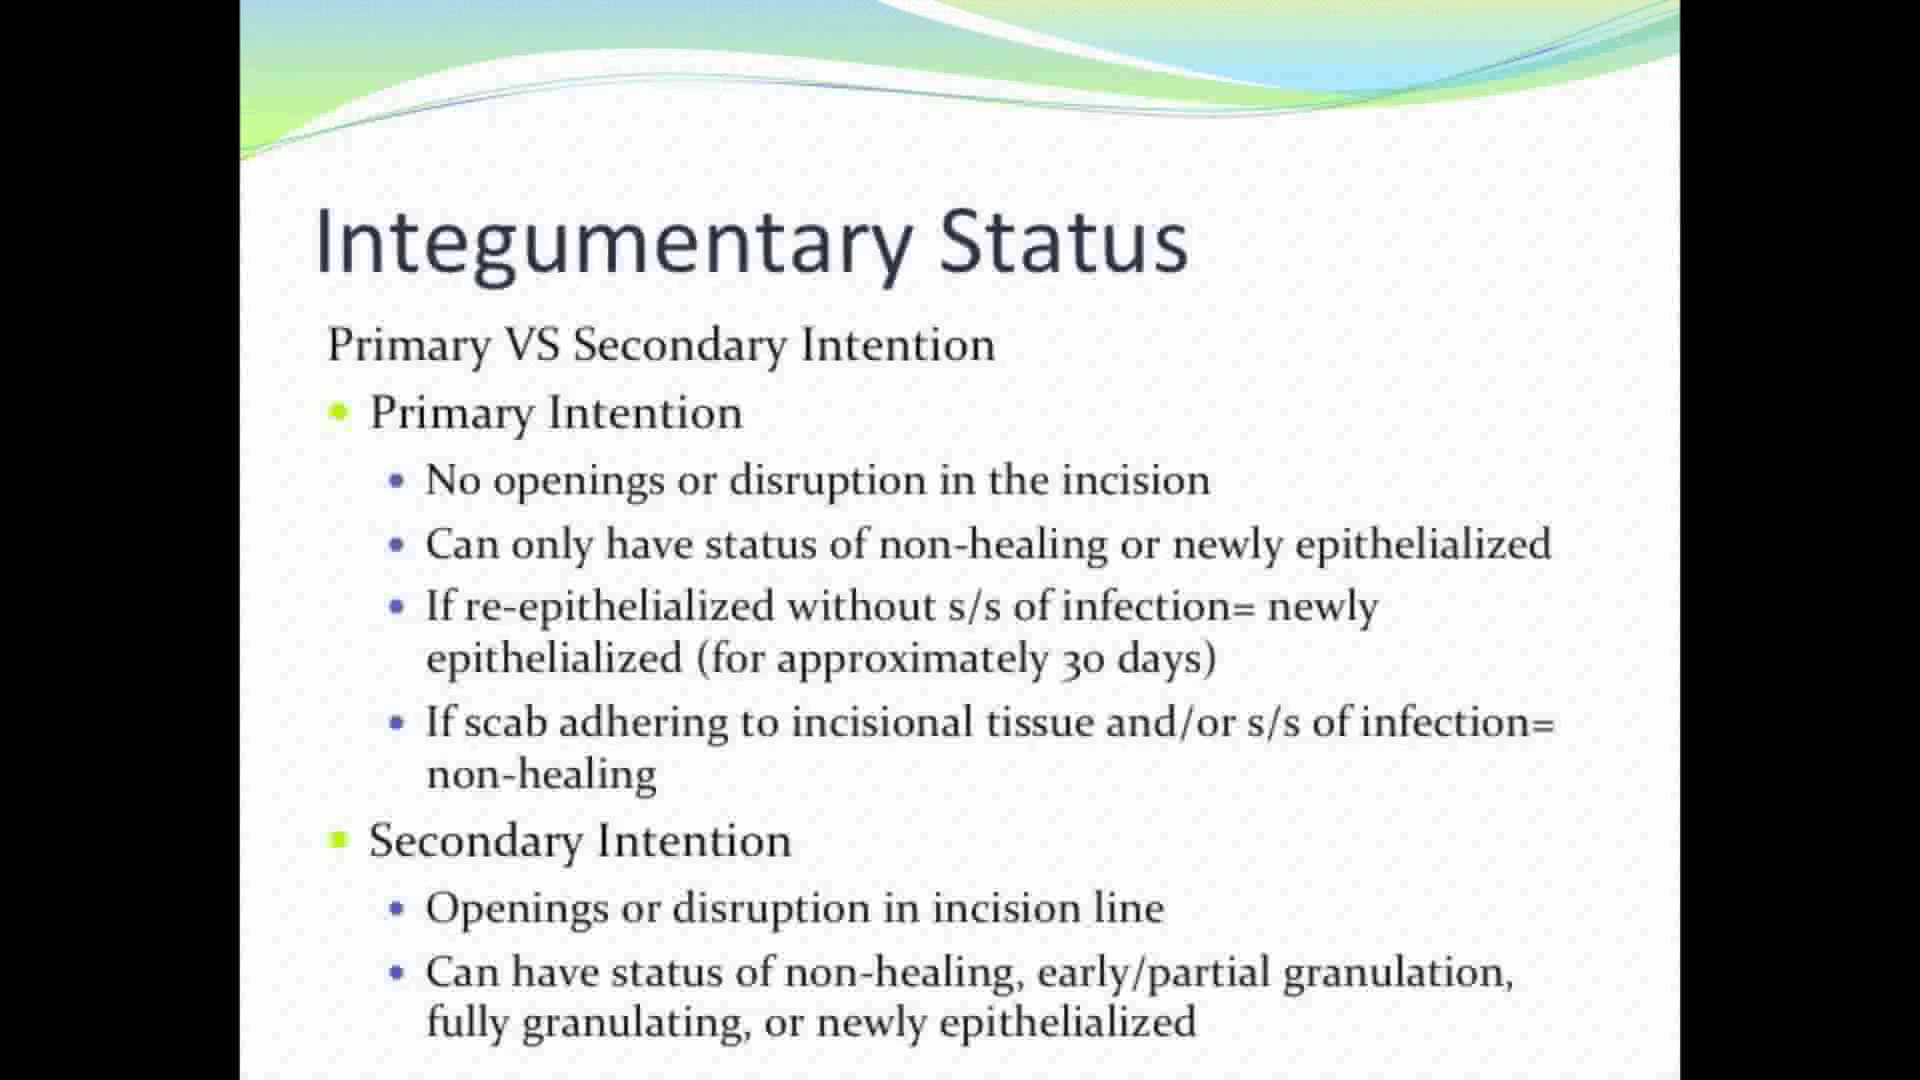 Integumentary Status
Primary VS Secondary Intention
Primary Intention
No openings or disruption in the incision
Can only have status of non-healing or newly epithelialized
If re-epithelialized without s/s of infection= newly
epithelialized (for approximately 30 days)
If scab adhering to incisional tissue and/or s/s of infection=
non-healing
Secondary Intention
Openings or disruption in incision line
Can have status of non-healing, early/partial granulation,
fully granulating, or newly epithelialized